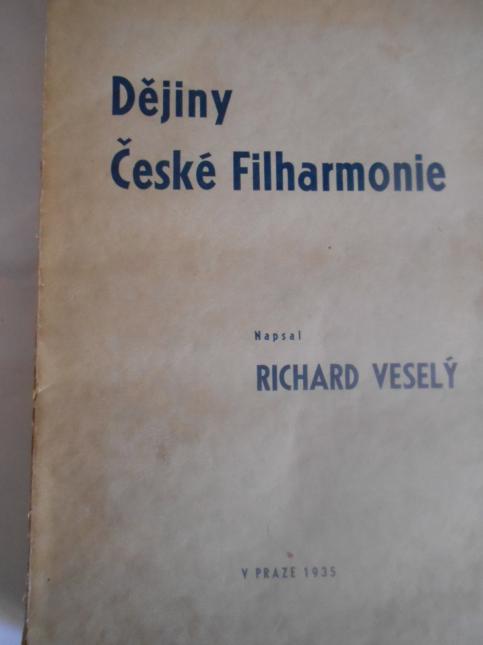 Dějiny
České Filharmonie
Napsal
RICHARD VESELÝ
V PRAZE 1935